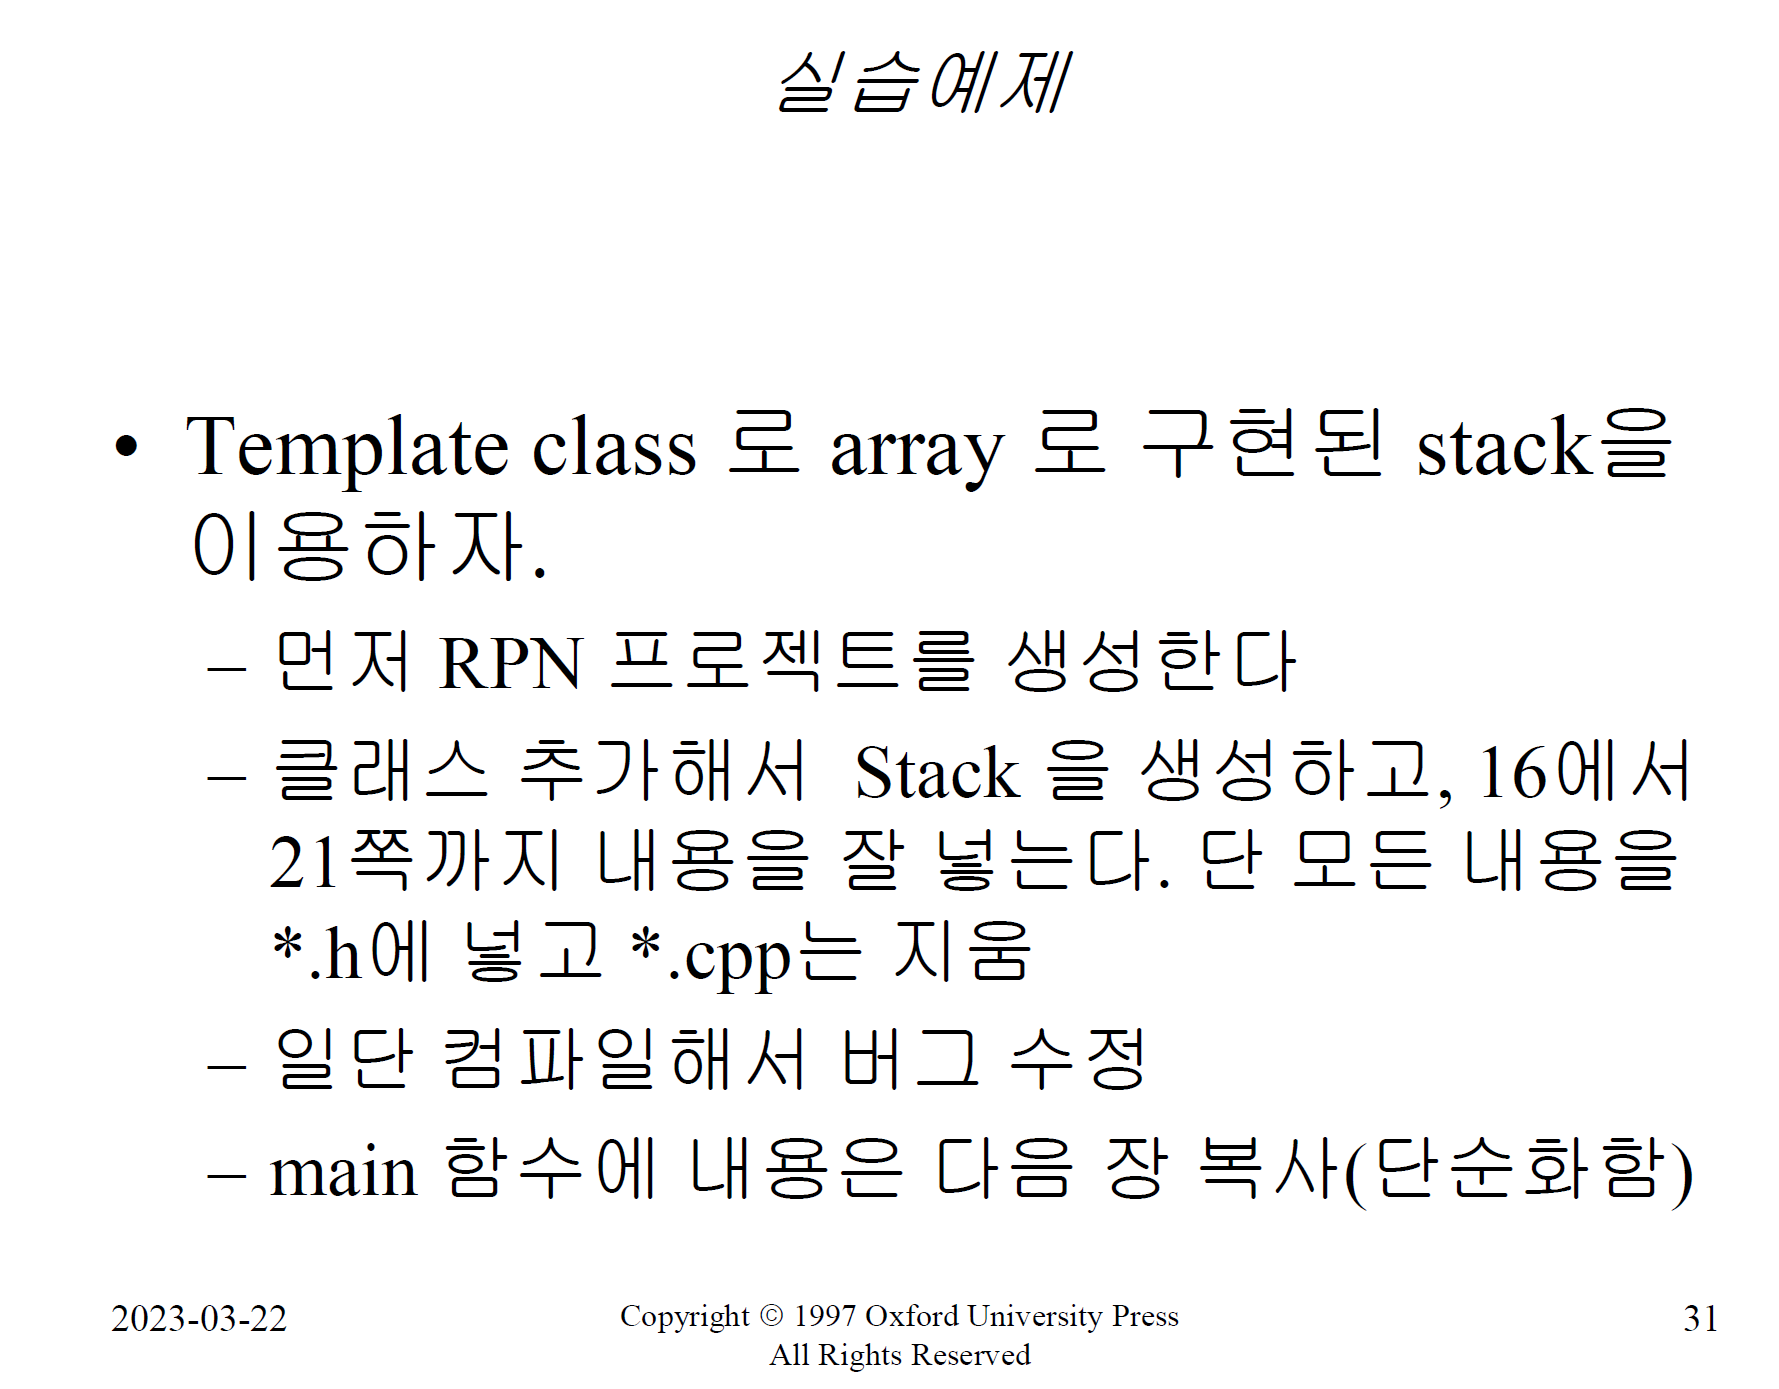 실습예제
• Template class 로 array 로 구현된 stack을
이용하자.
– 먼저 RPN 프로젝트를 생성한다
– 클래스 추가해서 Stack 을 생성하고, 16에서
21쪽까지 내용을 잘 넣는다. 단 모든 내용을
*.h에 넣고 *.cpp는 지움
– 일단 컴파일해서 버그 수정
– main 함수에 내용은 다음 장 복사(단순화함)
2023-03-22
Copyright © 1997 Oxford University Press
All Rights Reserved
31